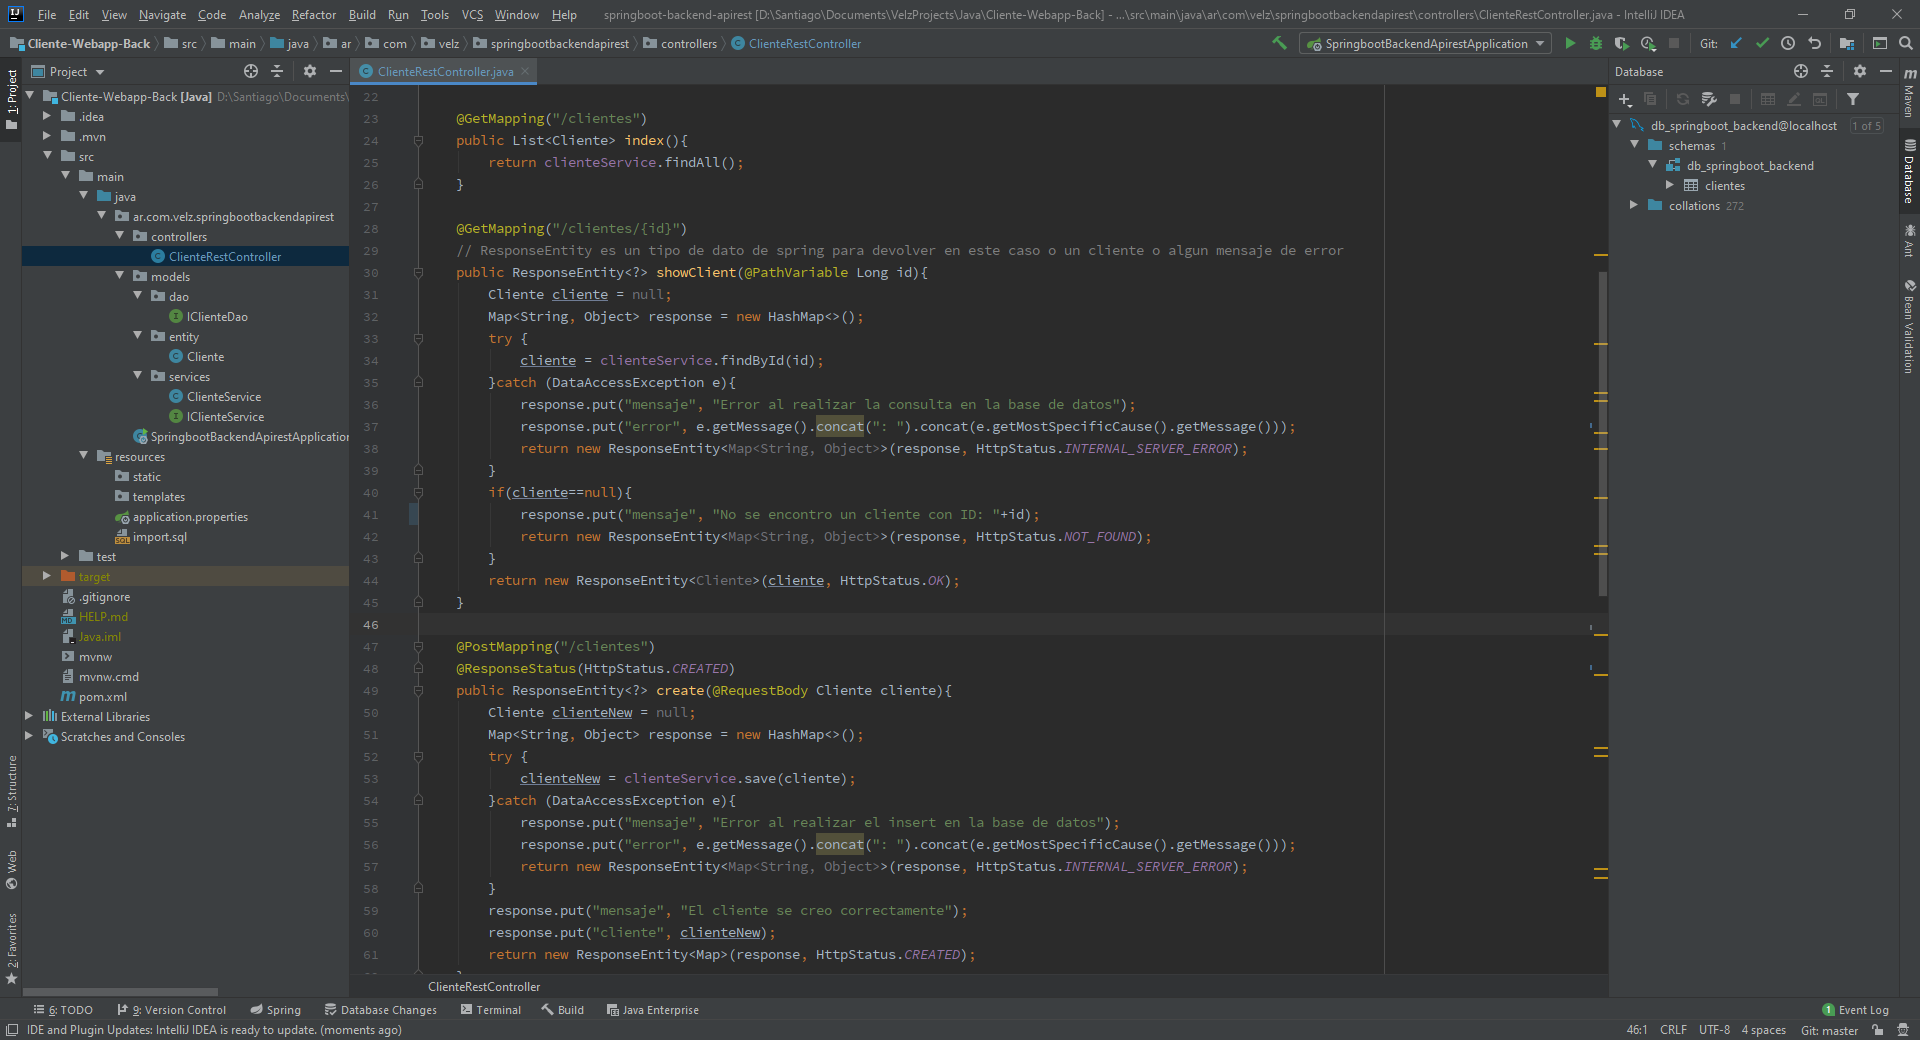 File Edit View Navigate Code Analyze Refactor Build Run Tools VCS Window Help springboot-backend-apirest [D:\Santiago\Documents\VelzProjects\Java\Cliente-Webapp-Back] - ...\src\main\java\ar\com\velz\springbootbackendapirest\controllers\ClienteRestController.java - IntelliJ IDEA
Cliente-Webapp-Back src main java ar com velz springbootbackendapirest controllers ClienteRestController SpringbootBackendApirestApplication Git:
Project ClienteRestController.java Database
1: Project
7: Structure
Web
2: Favorites
Cliente-Webapp-Back [Java] D:\Santiago\Documents\
.idea
.mvn
src
main
java
ar.com.velz.springbootbackendapirest
controllers
ClienteRestController
models
dao
IClienteDao
entity
Cliente
services
ClienteService
IClienteService
SpringbootBackendApirestApplication
resources
static
templates
application.properties
import.sql
test
target
.gitignore
HELP.md
Java.iml
mvnw
mvnw.cmd
pom.xml
External Libraries
Scratches and Consoles
22
23 @GetMapping("/clientes")
24 public List<Cliente> index(){
25 return clienteService.findAll();
26 }
27
28 @GetMapping("/clientes/{id}")
29 // ResponseEntity es un tipo de dato de spring para devolver en este caso o un cliente o algun mensaje de error
30 public ResponseEntity<?> showClient(@PathVariable Long id){
31 Cliente cliente = null;
32 Map<String, Object> response = new HashMap<>();
33 try {
34 cliente = clienteService.findById(id);
35 }catch (DataAccessException e){
36 response.put("mensaje", "Error al realizar la consulta en la base de datos");
37 response.put("error", e.getMessage().concat(": ").concat(e.getMostSpecificCause().getMessage()));
38 return new ResponseEntity<Map<String, Object>>(response, HttpStatus.INTERNAL_SERVER_ERROR);
39 }
40 if(cliente==null){
41 response.put("mensaje", "No se encontro un cliente con ID: "+id);
42 return new ResponseEntity<Map<String, Object>>(response, HttpStatus.NOT_FOUND);
43 }
44 return new ResponseEntity<Cliente>(cliente, HttpStatus.OK);
45 }
46
47 @PostMapping("/clientes")
48 @ResponseStatus(HttpStatus.CREATED)
49 public ResponseEntity<?> create(@RequestBody Cliente cliente){
50 Cliente clienteNew = null;
51 Map<String, Object> response = new HashMap<>();
52 try {
53 clienteNew = clienteService.save(cliente);
54 }catch (DataAccessException e){
55 response.put("mensaje", "Error al realizar el insert en la base de datos");
56 response.put("error", e.getMessage().concat(": ").concat(e.getMostSpecificCause().getMessage()));
57 return new ResponseEntity<Map<String, Object>>(response, HttpStatus.INTERNAL_SERVER_ERROR);
58 }
59 response.put("mensaje", "El cliente se creo correctamente");
60 response.put("cliente", clienteNew);
61 return new ResponseEntity<Map>(response, HttpStatus.CREATED);
ClienteRestController
db_springboot_backend@localhost 1 of 5
schemas 1
db_springboot_backend
clientes
collations 272
Maven
Database
Ant
Bean Validation
6: TODO 9: Version Control Spring Database Changes Terminal Build Java Enterprise 1 Event Log
IDE and Plugin Updates: IntelliJ IDEA is ready to update. (moments ago) 46:1 CRLF UTF-8 4 spaces Git: master